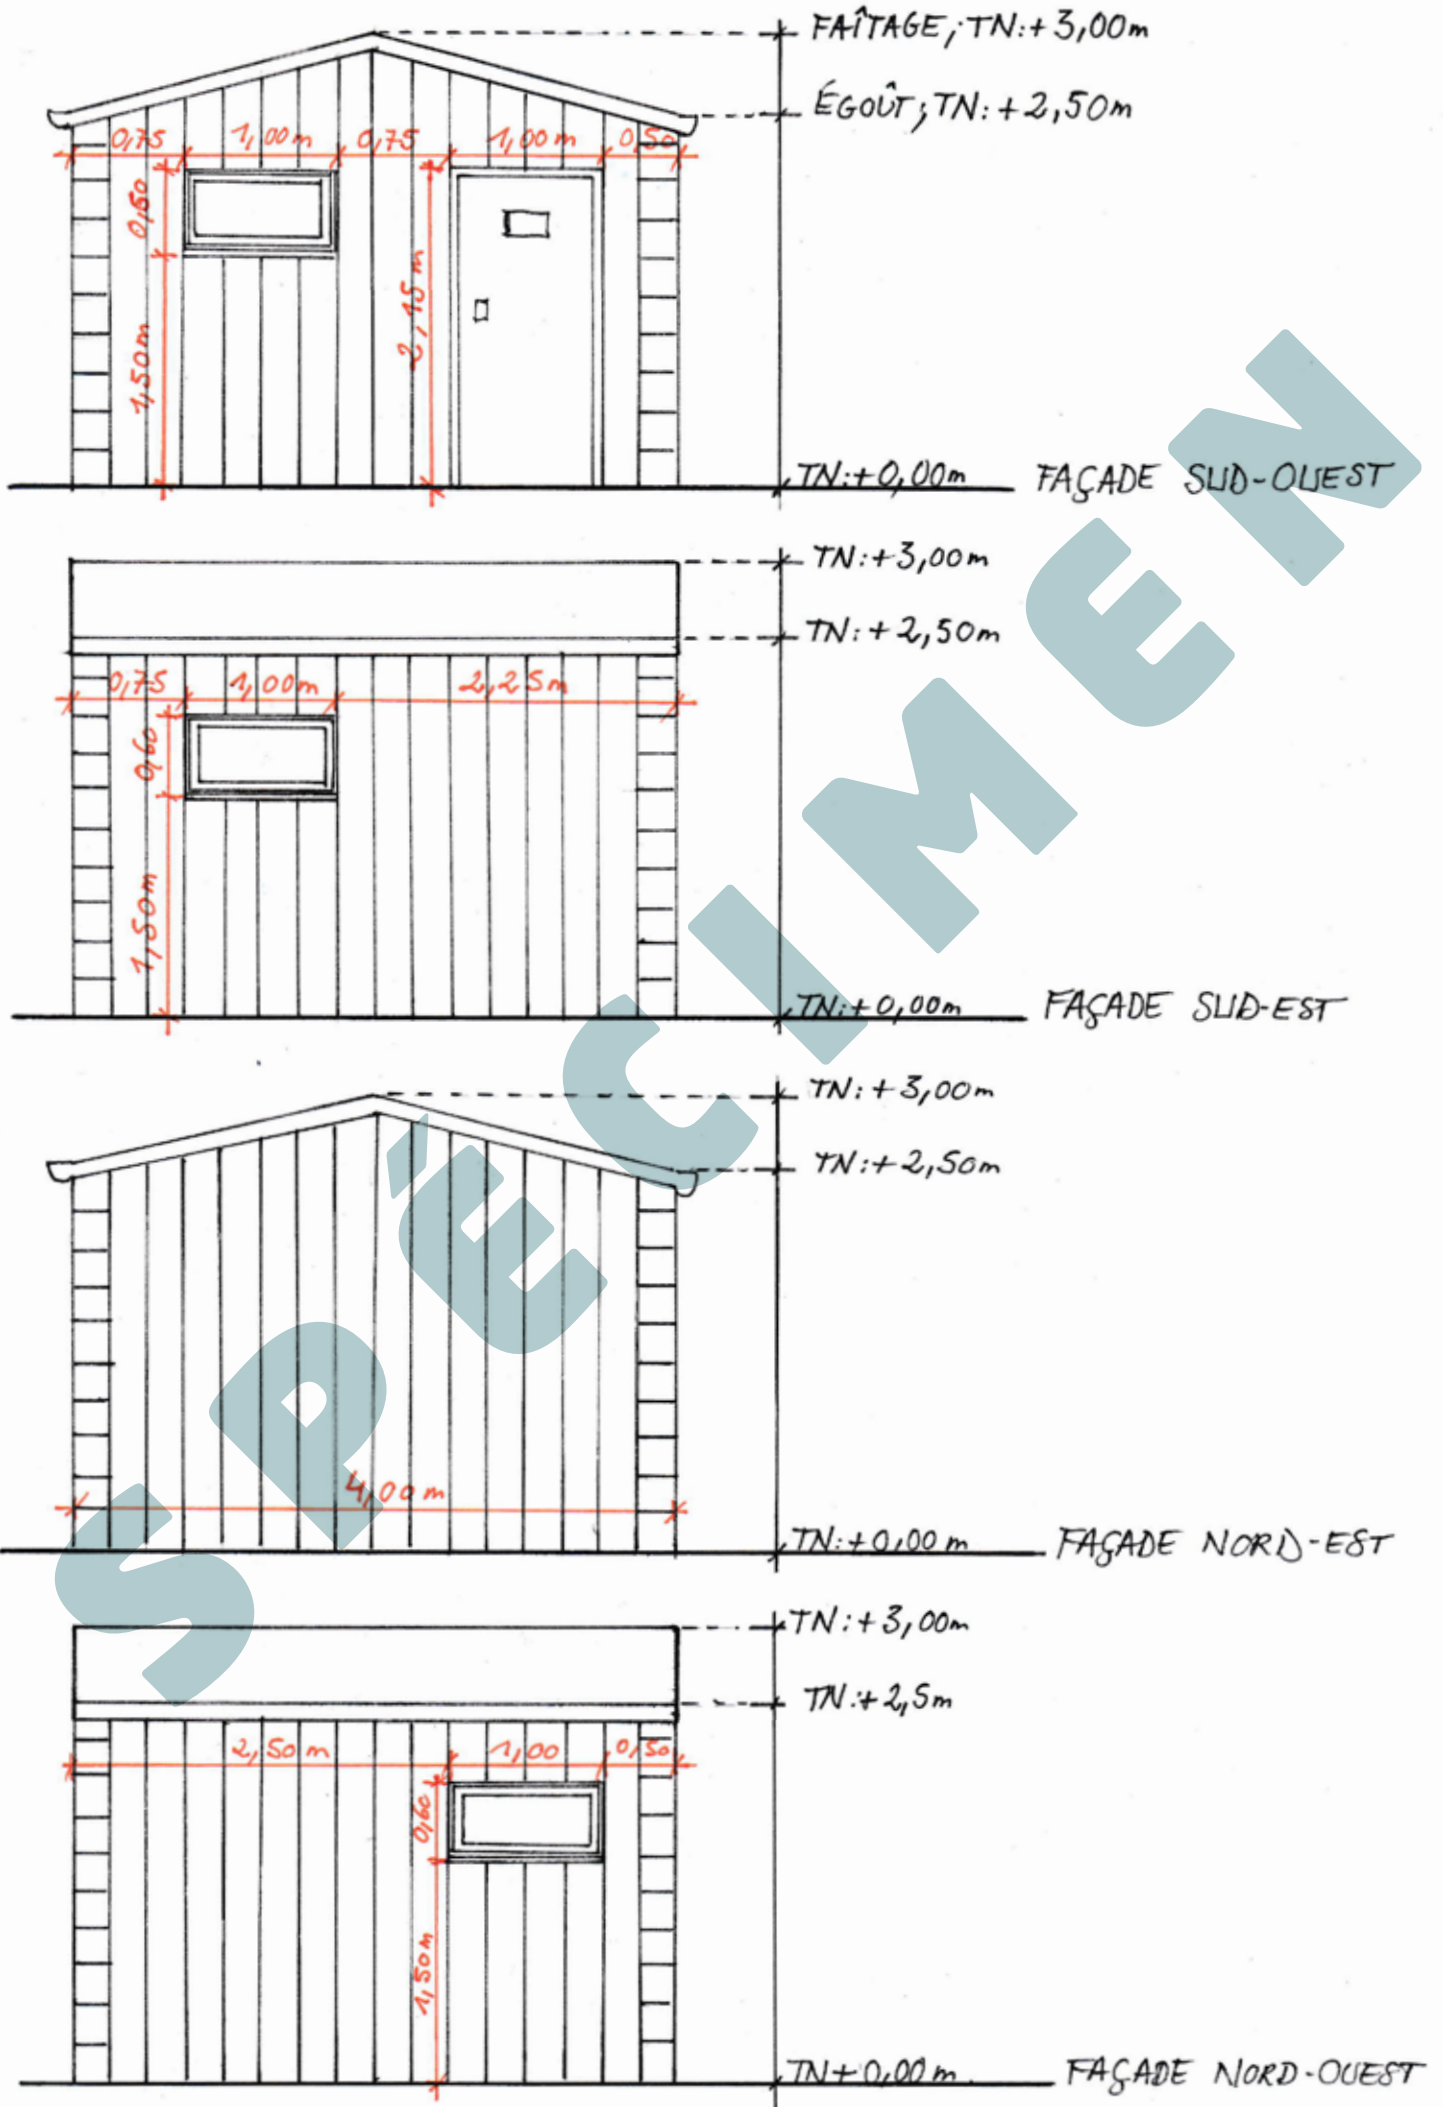 FAÎTAGE; TN:+3,00m
ÉGOÛT; TN:+2,50m
0,75 1,00m 0,75 1,00m 0,50
0,60
2,15 m
1,50m
TN:+0,00m FAÇADE SUD-OUEST
TN:+3,00m
TN:+2,50m
0,75 1,00m 2,25m
0,60
1,50m
TN:+0,00m FAÇADE SUD-EST
TN:+3,00m
TN:+2,50m
4,00m
TN:+0,00m FAÇADE NORD-EST
TN:+3,00m
TN:+2,5m
2,50m 1,00 0,50
0,60
1,50m
TN+0,00m FAÇADE NORD-OUEST
SPÉCIMEN